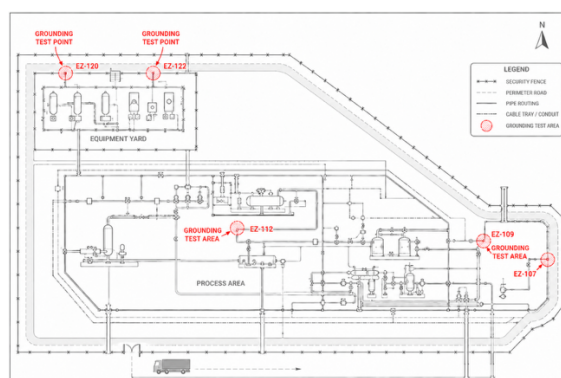 GROUNDING
TEST POINT
EZ-120
GROUNDING
TEST POINT
EZ-122
N
LEGEND
SECURITY FENCE
PERIMETER ROAD
PIPE ROUTING
CABLE TRAY / CONDUIT
GROUNDING TEST AREA
EQUIPMENT YARD
GROUNDING
TEST AREA
EZ-112
EZ-109
GROUNDING
TEST AREA
EZ-107
PROCESS AREA